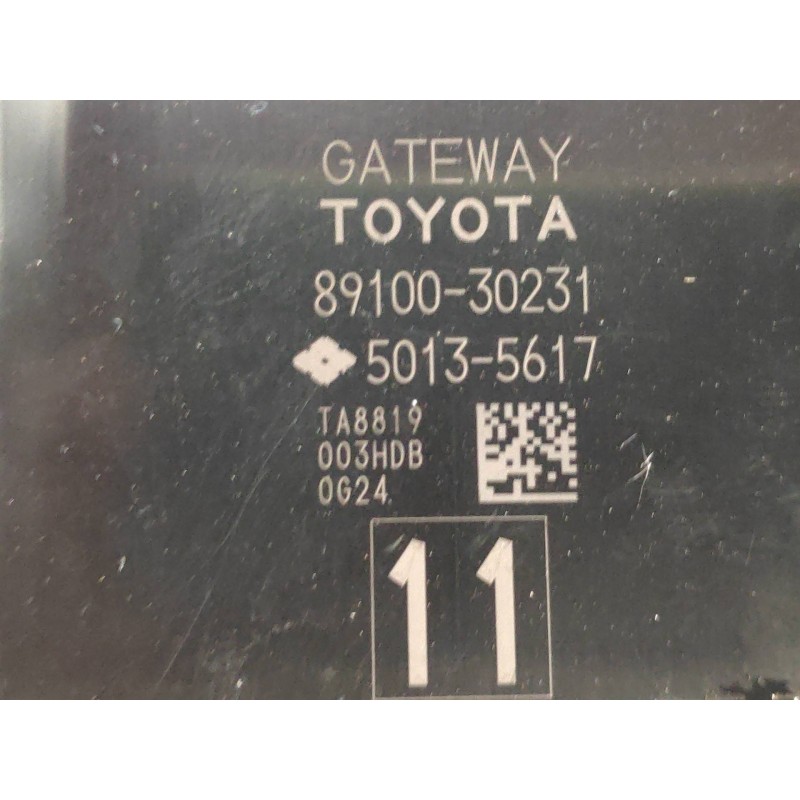 GATEWAY
TOYOTA
89100-30231
5013-5617
TA8819
003HDB
0G24
11